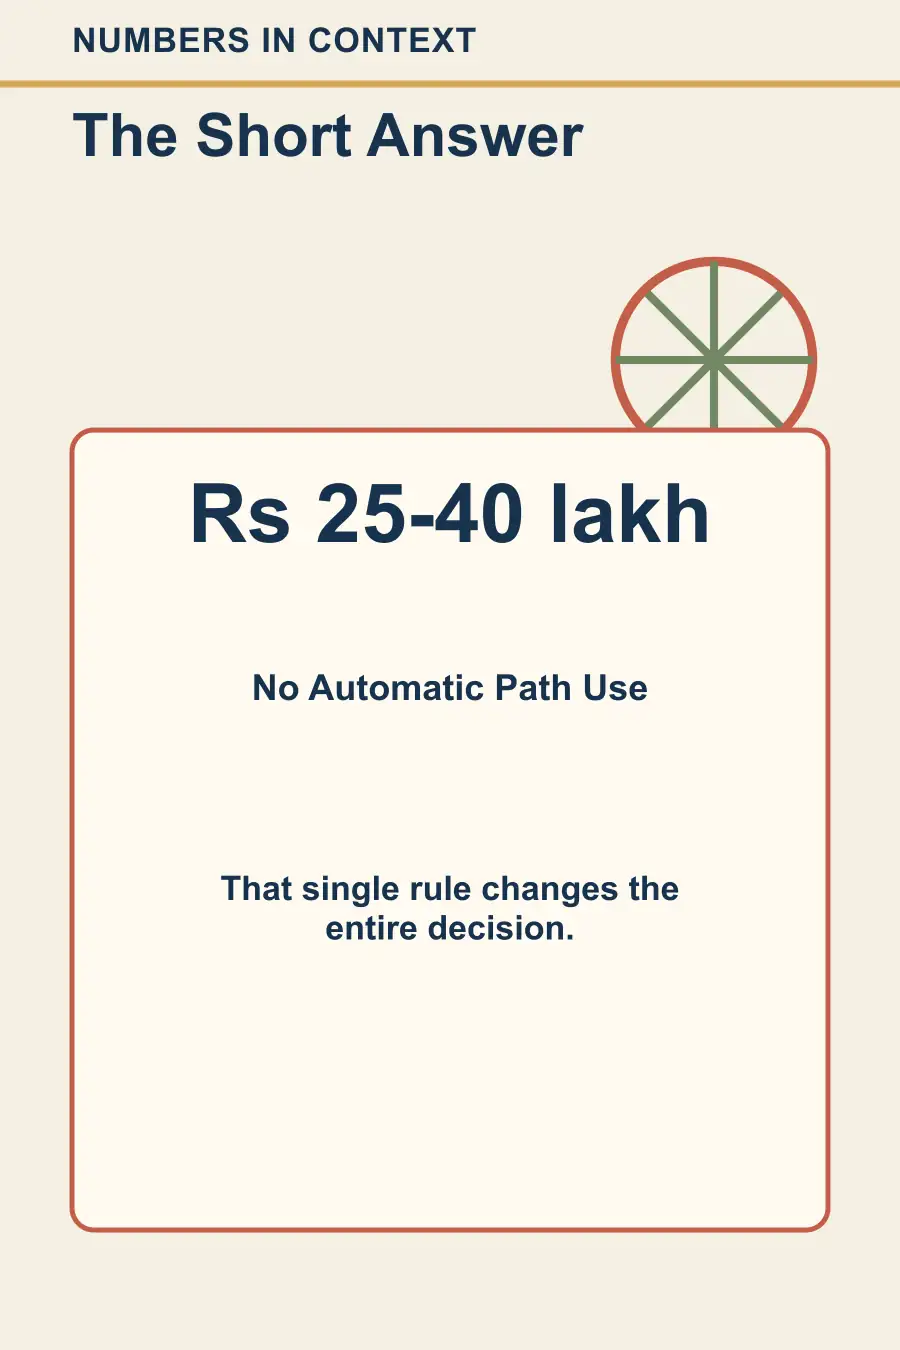 NUMBERS IN CONTEXT
The Short Answer
Rs 25-40 lakh
No Automatic Path Use
That single rule changes the
entire decision.